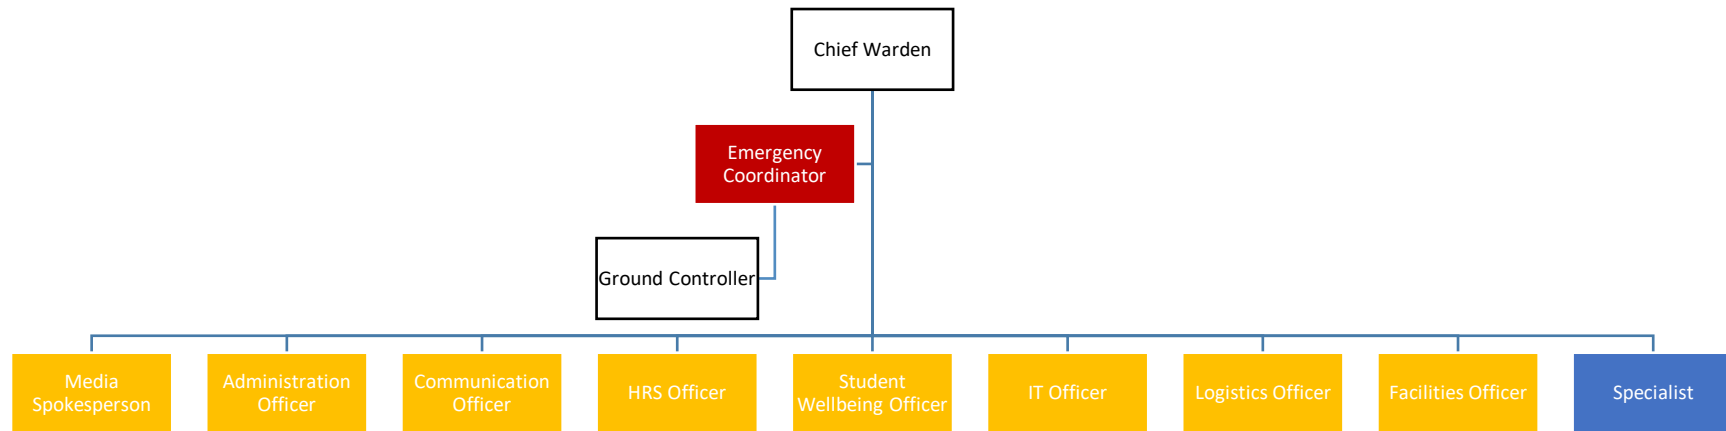 Chief Warden
Emergency
Coordinator
Ground Controller
Media
Spokesperson
Administration
Officer
Communication
Officer
HRS Officer
Student
Wellbeing Officer
IT Officer
Logistics Officer
Facilities Officer
Specialist